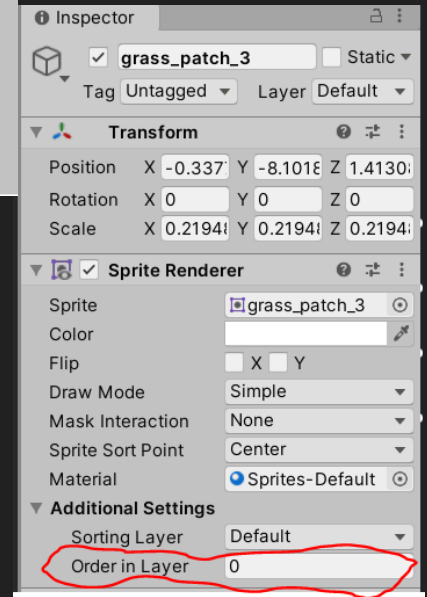 Inspector
grass_patch_3 Static
Tag Untagged Layer Default
Transform
Position X -0.337 Y -8.1018 Z 1.4130
Rotation X 0 Y 0 Z 0
Scale X 0.2194 Y 0.2194 Z 0.2194
Sprite Renderer
Sprite grass_patch_3
Color
Flip X Y
Draw Mode Simple
Mask Interaction None
Sprite Sort Point Center
Material Sprites-Default
Additional Settings
Sorting Layer Default
Order in Layer 0